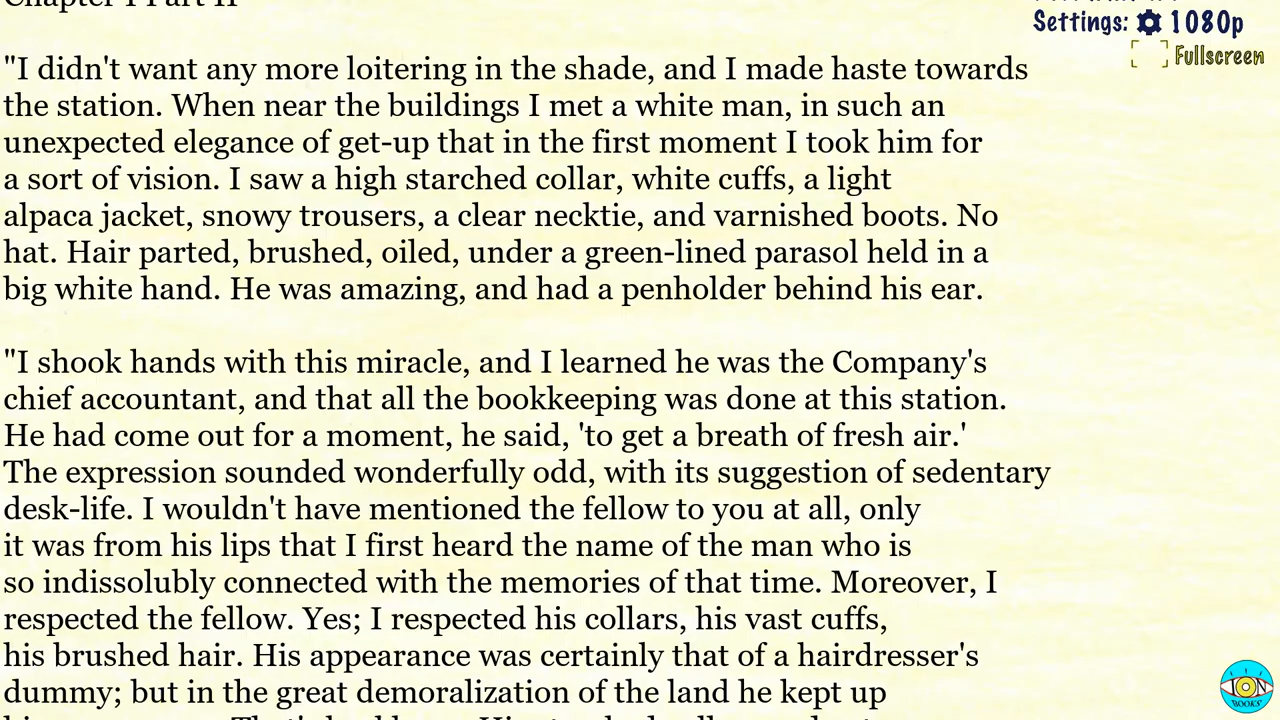 Chapter 1 Part II
Settings: 1080p
Fullscreen
"I didn't want any more loitering in the shade, and I made haste towards
the station. When near the buildings I met a white man, in such an
unexpected elegance of get-up that in the first moment I took him for
a sort of vision. I saw a high starched collar, white cuffs, a light
alpaca jacket, snowy trousers, a clear necktie, and varnished boots. No
hat. Hair parted, brushed, oiled, under a green-lined parasol held in a
big white hand. He was amazing, and had a penholder behind his ear.
"I shook hands with this miracle, and I learned he was the Company's
chief accountant, and that all the bookkeeping was done at this station.
He had come out for a moment, he said, 'to get a breath of fresh air.'
The expression sounded wonderfully odd, with its suggestion of sedentary
desk-life. I wouldn't have mentioned the fellow to you at all, only
it was from his lips that I first heard the name of the man who is
so indissolubly connected with the memories of that time. Moreover, I
respected the fellow. Yes; I respected his collars, his vast cuffs,
his brushed hair. His appearance was certainly that of a hairdresser's
dummy; but in the great demoralization of the land he kept up
ION
BOOKS